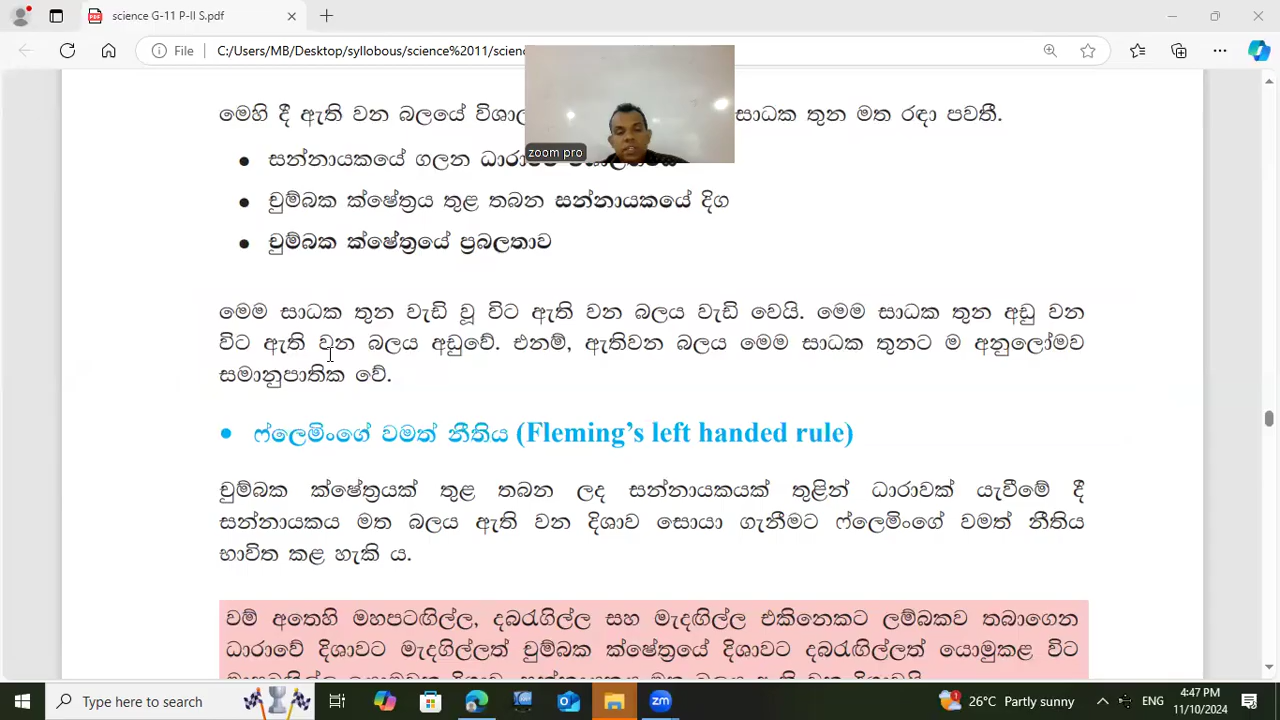 science G-11 P-II S.pdf
File C:/Users/MB/Desktop/syllobous/science%2011/scien
මෙහි දී ඇති වන බලයේ සාධක තුන මත රඳා පවතී.
zoom pro
● සන්නායකයේ ගලන
● චුම්බක ක්ෂේත්‍රය තුළ තබන සන්නායකයේ දිග
● චුම්බක ක්ෂේත්‍රයේ ප්‍රබලතාව
මෙම සාධක තුන වැඩි වූ විට ඇති වන බලය වැඩි වෙයි. මෙම සාධක තුන අඩු වන
විට ඇති වන බලය අඩුවේ. එනම්, ඇතිවන බලය මෙම සාධක තුනට ම අනුලෝමව
සමානුපාතික වේ.
● ෆ්ලෙමිංගේ වමත් නීතිය (Fleming's left handed rule)
චුම්බක ක්ෂේත්‍රයක් තුළ තබන ලද සන්නායකයක් තුළින් ධාරාවක් යැවීමේ දී
සන්නායකය මත බලය ඇති වන දිශාව සොයා ගැනීමට ෆ්ලෙමිංගේ වමත් නීතිය
භාවිත කළ හැකි ය.
වම් අතෙහි මහපටඟිල්ල, දබරැගිල්ල සහ මැදඟිල්ල එකිනෙකට ලම්බකව තබාගෙන
ධාරාවේ දිශාවට මැදගිල්ලත් චුම්බක ක්ෂේත්‍රයේ දිශාවට දබරැඟිල්ලත් යොමුකළ විට
Type here to search
26°C Partly sunny
ENG
4:47 PM
11/10/2024